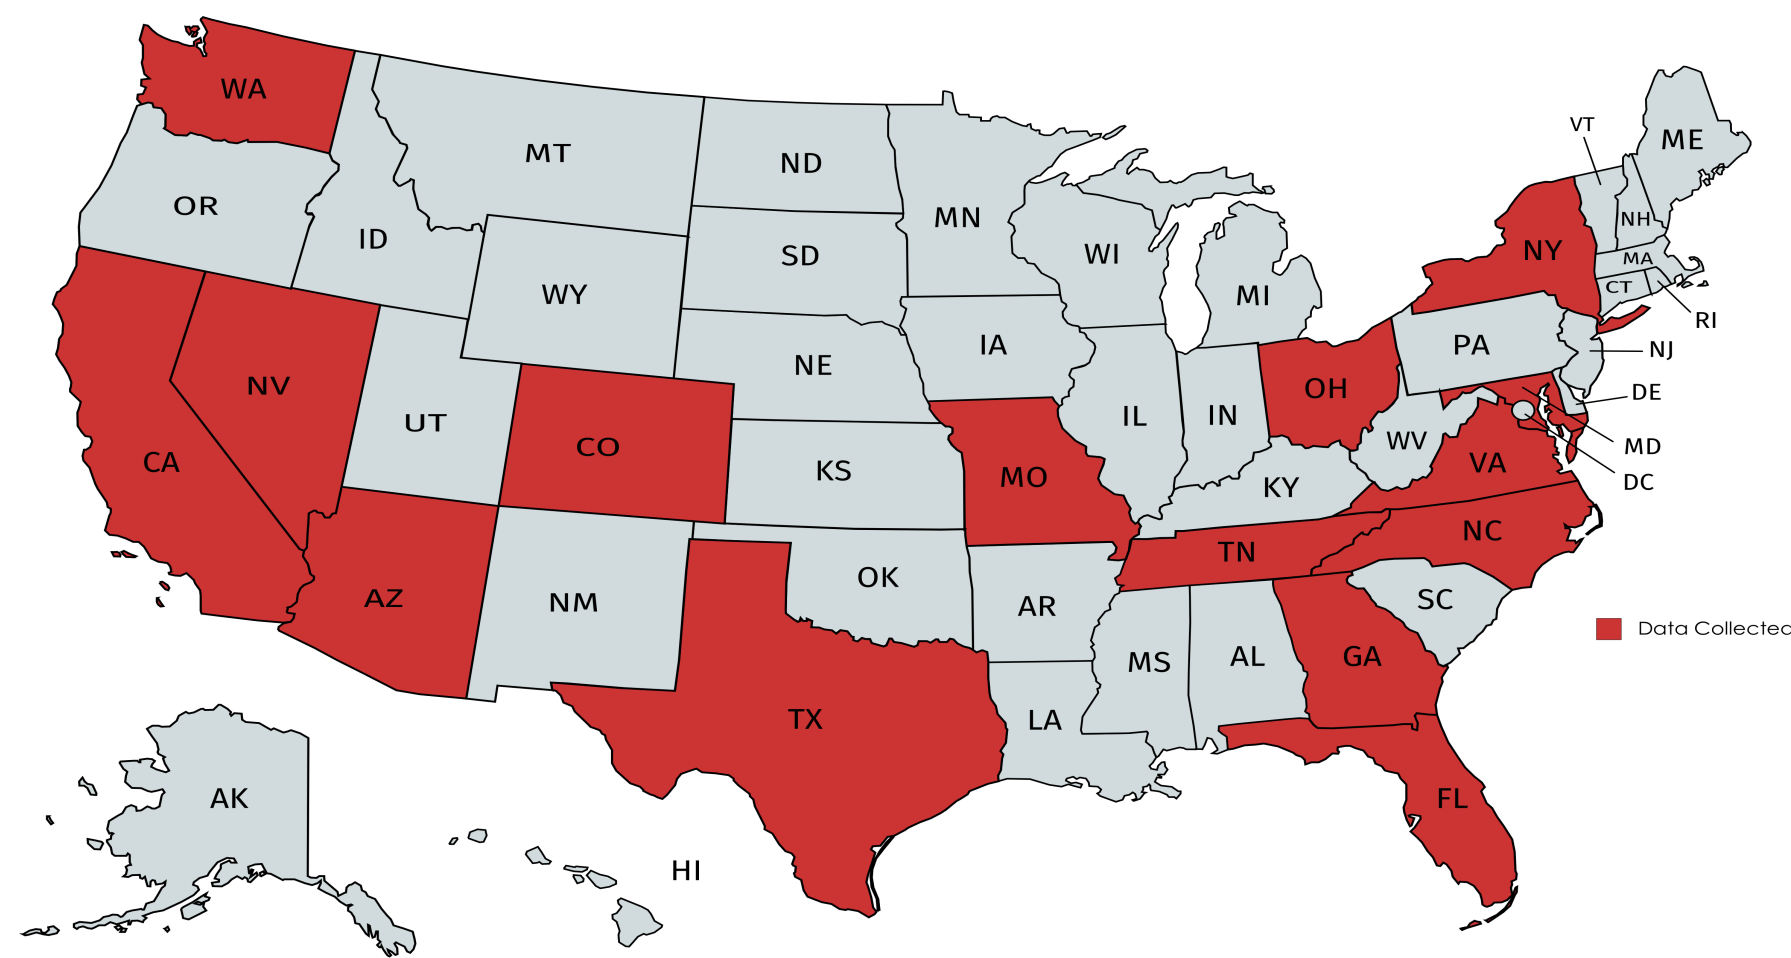 WA
MT
ND
VT
ME
OR
ID
MN
NH
SD
WI
NY
MA
WY
MI
CT
RI
IA
PA
NJ
NV
NE
OH
DE
UT
IL
IN
CO
WV
MD
CA
KS
MO
VA
DC
KY
NC
TN
OK
AZ
NM
AR
SC
Data Collected
MS
AL
GA
TX
LA
AK
FL
HI